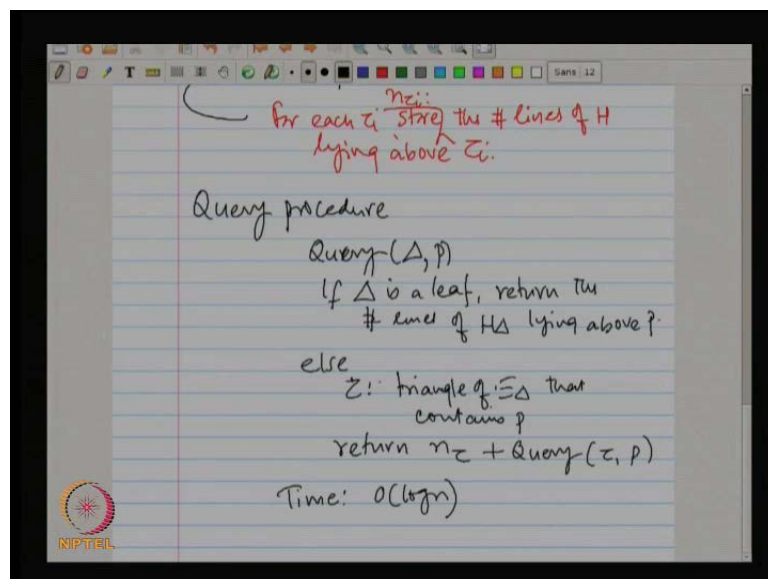 Sans 12
n_τi:
for each τi store the # lines of H
lying above τi.
Query procedure
Query(Δ, P)
If Δ is a leaf, return the
# lines of HΔ lying above P.
else
τ: triangle of ΞΔ that
contains p
return n_τ + Query(τ, P)
Time: O(logn)
NPTEL